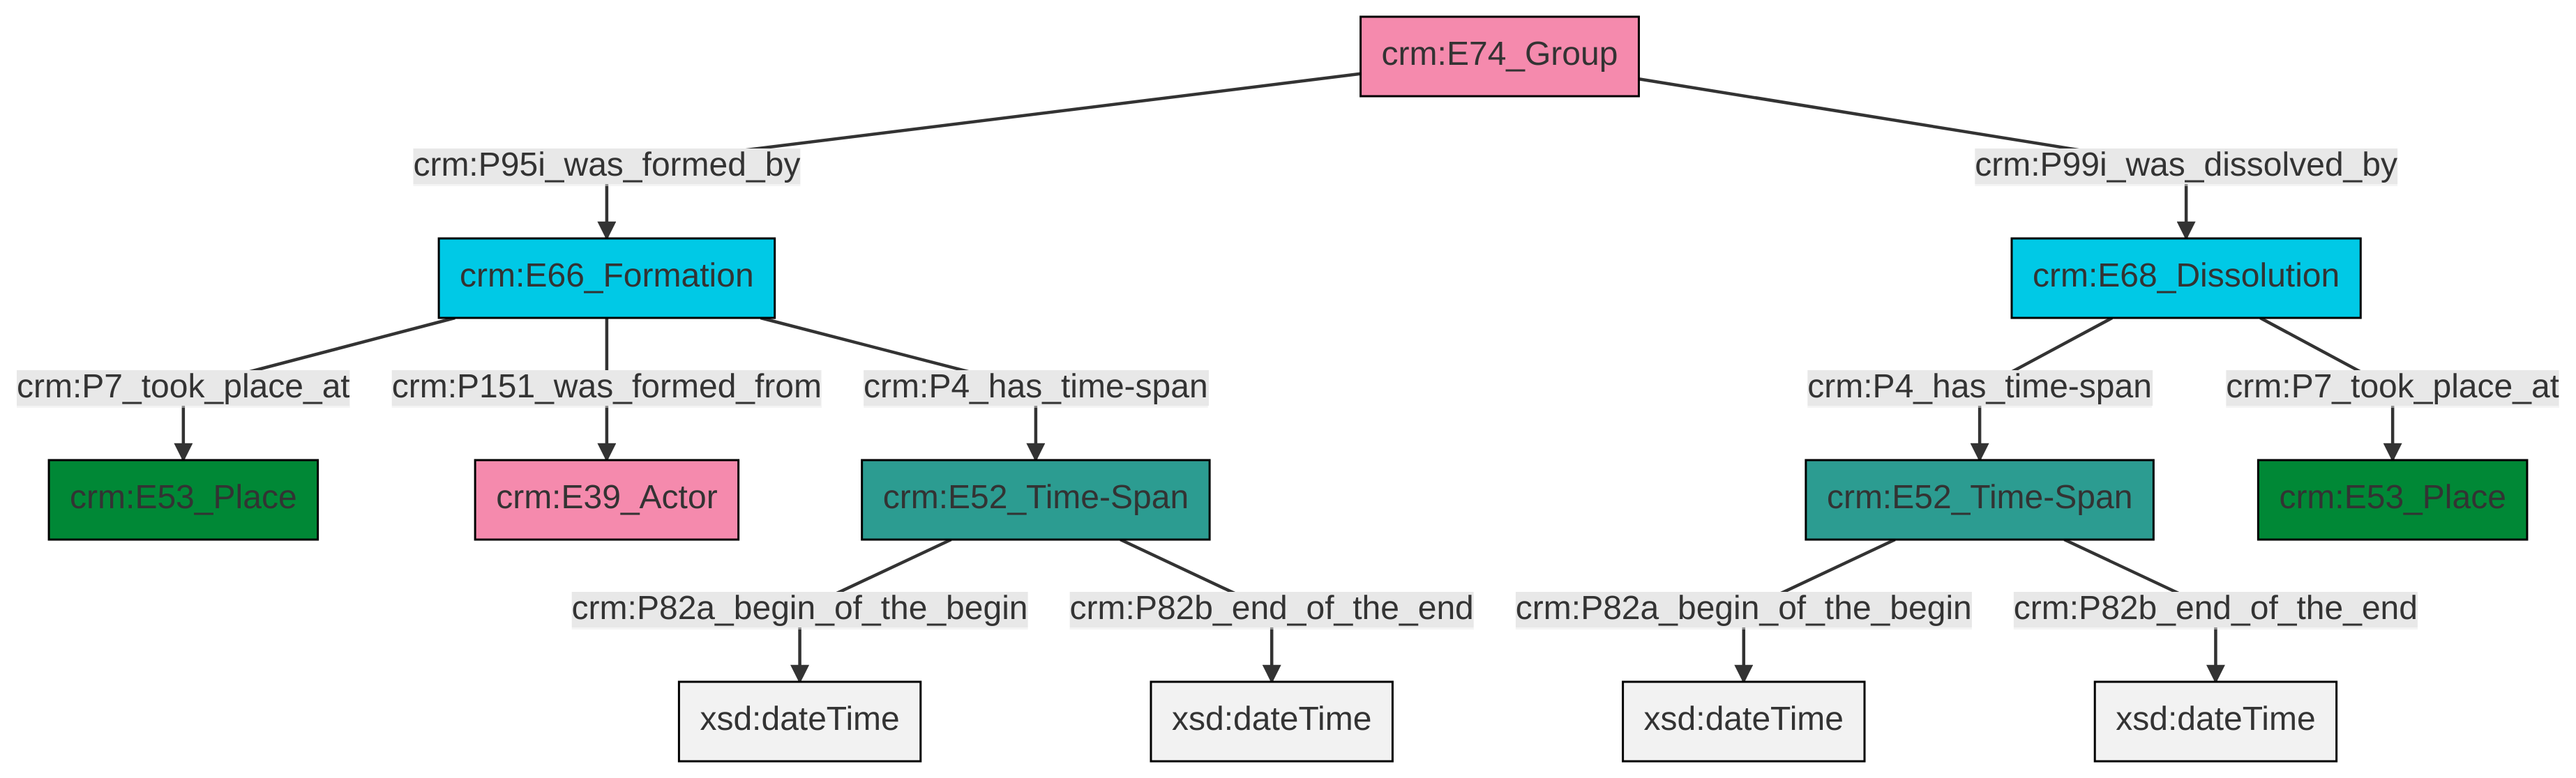 crm:E74_Group
crm:P95i_was_formed_by
crm:P99i_was_dissolved_by
crm:E66_Formation
crm:E68_Dissolution
crm:P7_took_place_at
crm:P151_was_formed_from
crm:P4_has_time-span
crm:P4_has_time-span
crm:P7_took_place_at
crm:E53_Place
crm:E39_Actor
crm:E52_Time-Span
crm:E52_Time-Span
crm:E53_Place
crm:P82a_begin_of_the_begin
crm:P82b_end_of_the_end
crm:P82a_begin_of_the_begin
crm:P82b_end_of_the_end
xsd:dateTime
xsd:dateTime
xsd:dateTime
xsd:dateTime